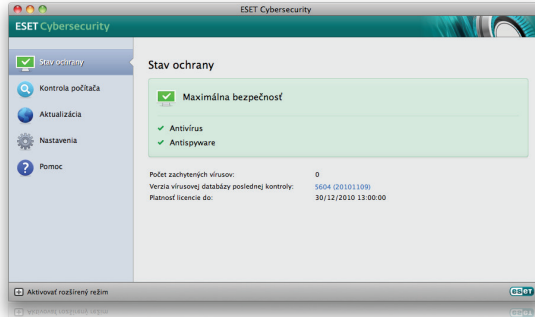 ESET Cybersecurity
ESET Cybersecurity
Stav ochrany
Kontrola počítača
Aktualizácia
Nastavenia
Pomoc
Stav ochrany
Maximálna bezpečnosť
Antivírus
Antispyware
Počet zachytených vírusov: 0
Verzia vírusovej databázy poslednej kontroly: 5604 (20101109)
Platnosť licencie do: 30/12/2010 13:00:00
Aktivovať rozšírený režim
eset